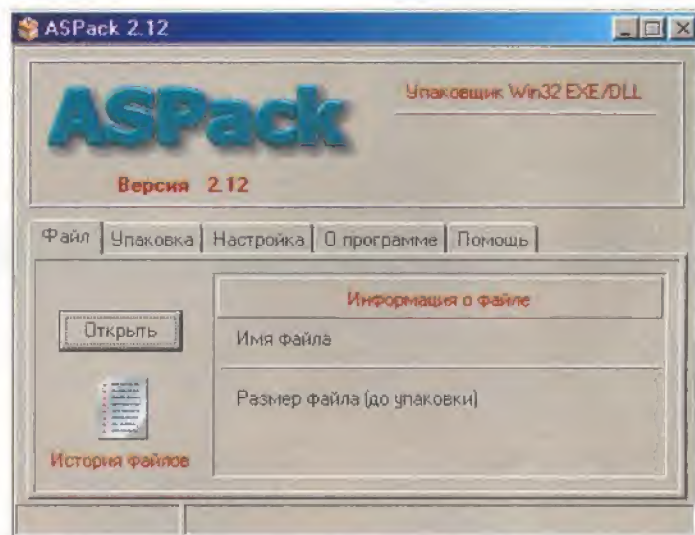 ASPack 2.12
ASPack
Упаковщик Win32 EXE/DLL
Версия 2.12
Файл Упаковка Настройка О программе Помощь
Открыть
История файлов
Информация о файле
Имя файла
Размер файла (до упаковки)